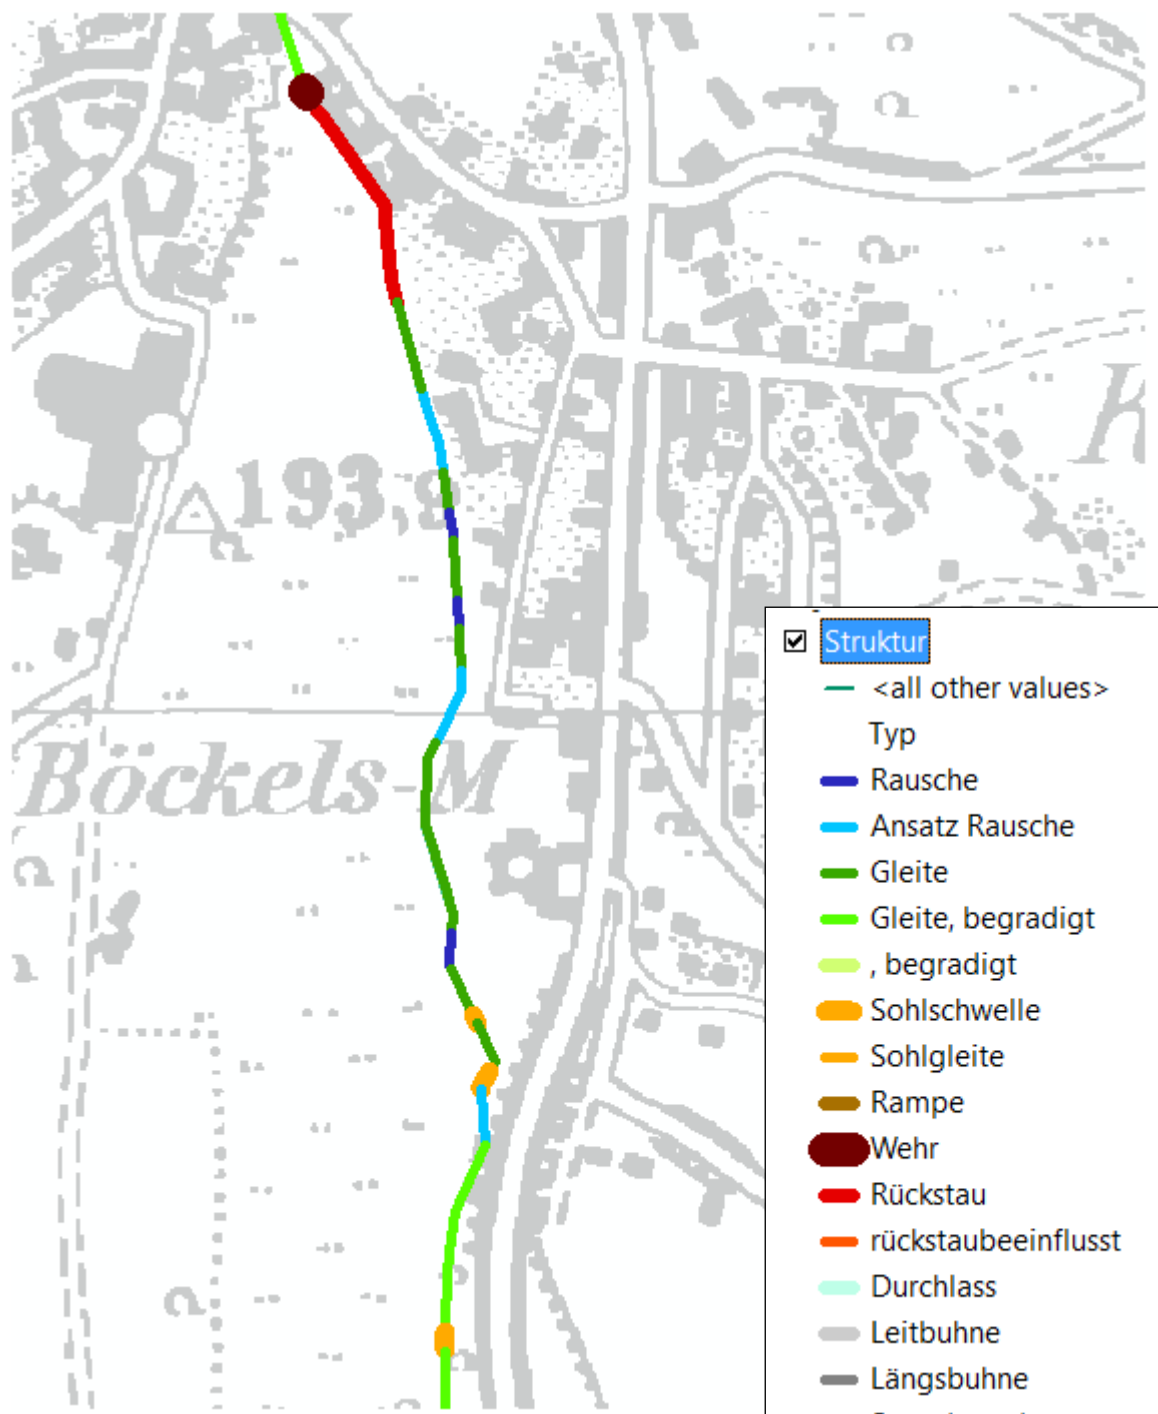 193,9
Böckels-M
K
Struktur
<all other values>
Typ
Rausche
Ansatz Rausche
Gleite
Gleite, begradigt
, begradigt
Sohlschwelle
Sohlgleite
Rampe
Wehr
Rückstau
rückstaubeeinflusst
Durchlass
Leitbuhne
Längsbuhne